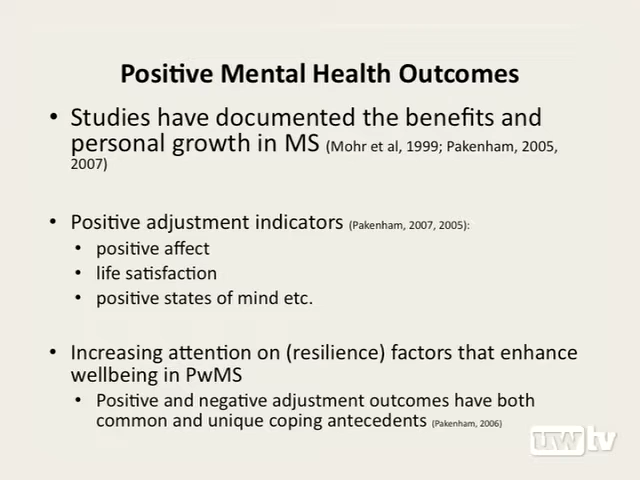 Positive Mental Health Outcomes
• Studies have documented the benefits and
personal growth in MS (Mohr et al, 1999; Pakenham, 2005,
2007)
• Positive adjustment indicators (Pakenham, 2007, 2005):
• positive affect
• life satisfaction
• positive states of mind etc.
• Increasing attention on (resilience) factors that enhance
wellbeing in PwMS
• Positive and negative adjustment outcomes have both
common and unique coping antecedents (Pakenham, 2006)
uwtv